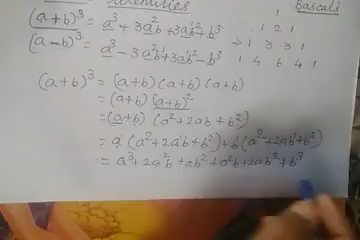 Identities
Pascal's
(a+b)³ = a³ + 3a²b + 3ab² + b³
(a-b)³ = a³ - 3a²b + 3ab² - b³
1
1 2 1
→ 1 3 3 1
1 4 6 4 1
(a+b)³ = (a+b)(a+b)(a+b)
= (a+b)(a+b)²
= (a+b)(a²+2ab+b²)
= a(a²+2ab+b²)+b(a²+2ab+b²)
= a³+2a²b+ab²+a²b+2ab²+b³